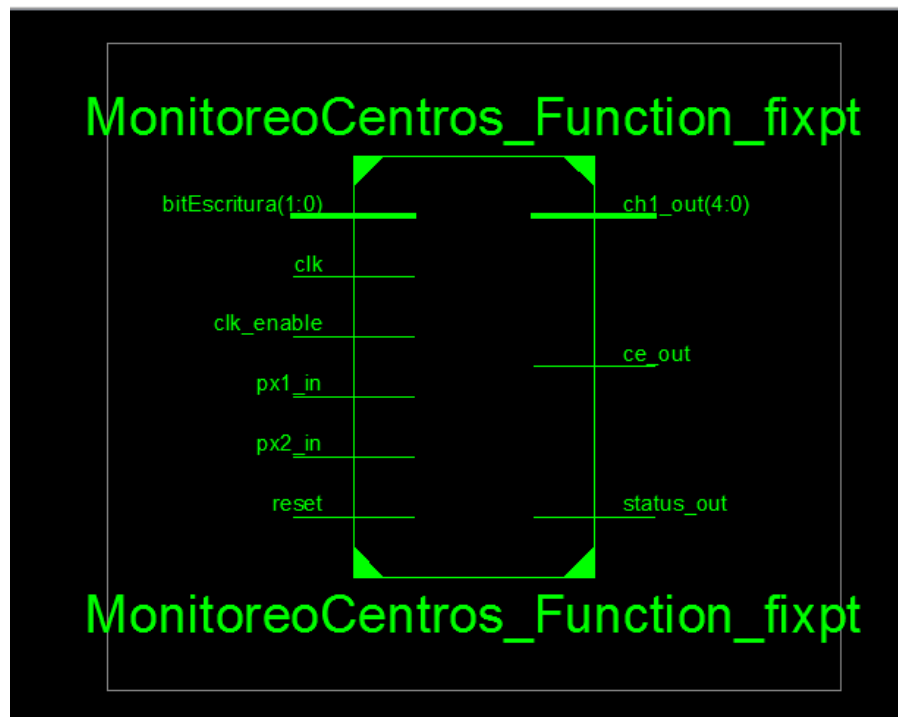 MonitoreoCentros_Function_fixpt
bitEscritura(1:0)
ch1_out(4:0)
clk
clk_enable
ce_out
px1_in
px2_in
reset
status_out
MonitoreoCentros_Function_fixpt